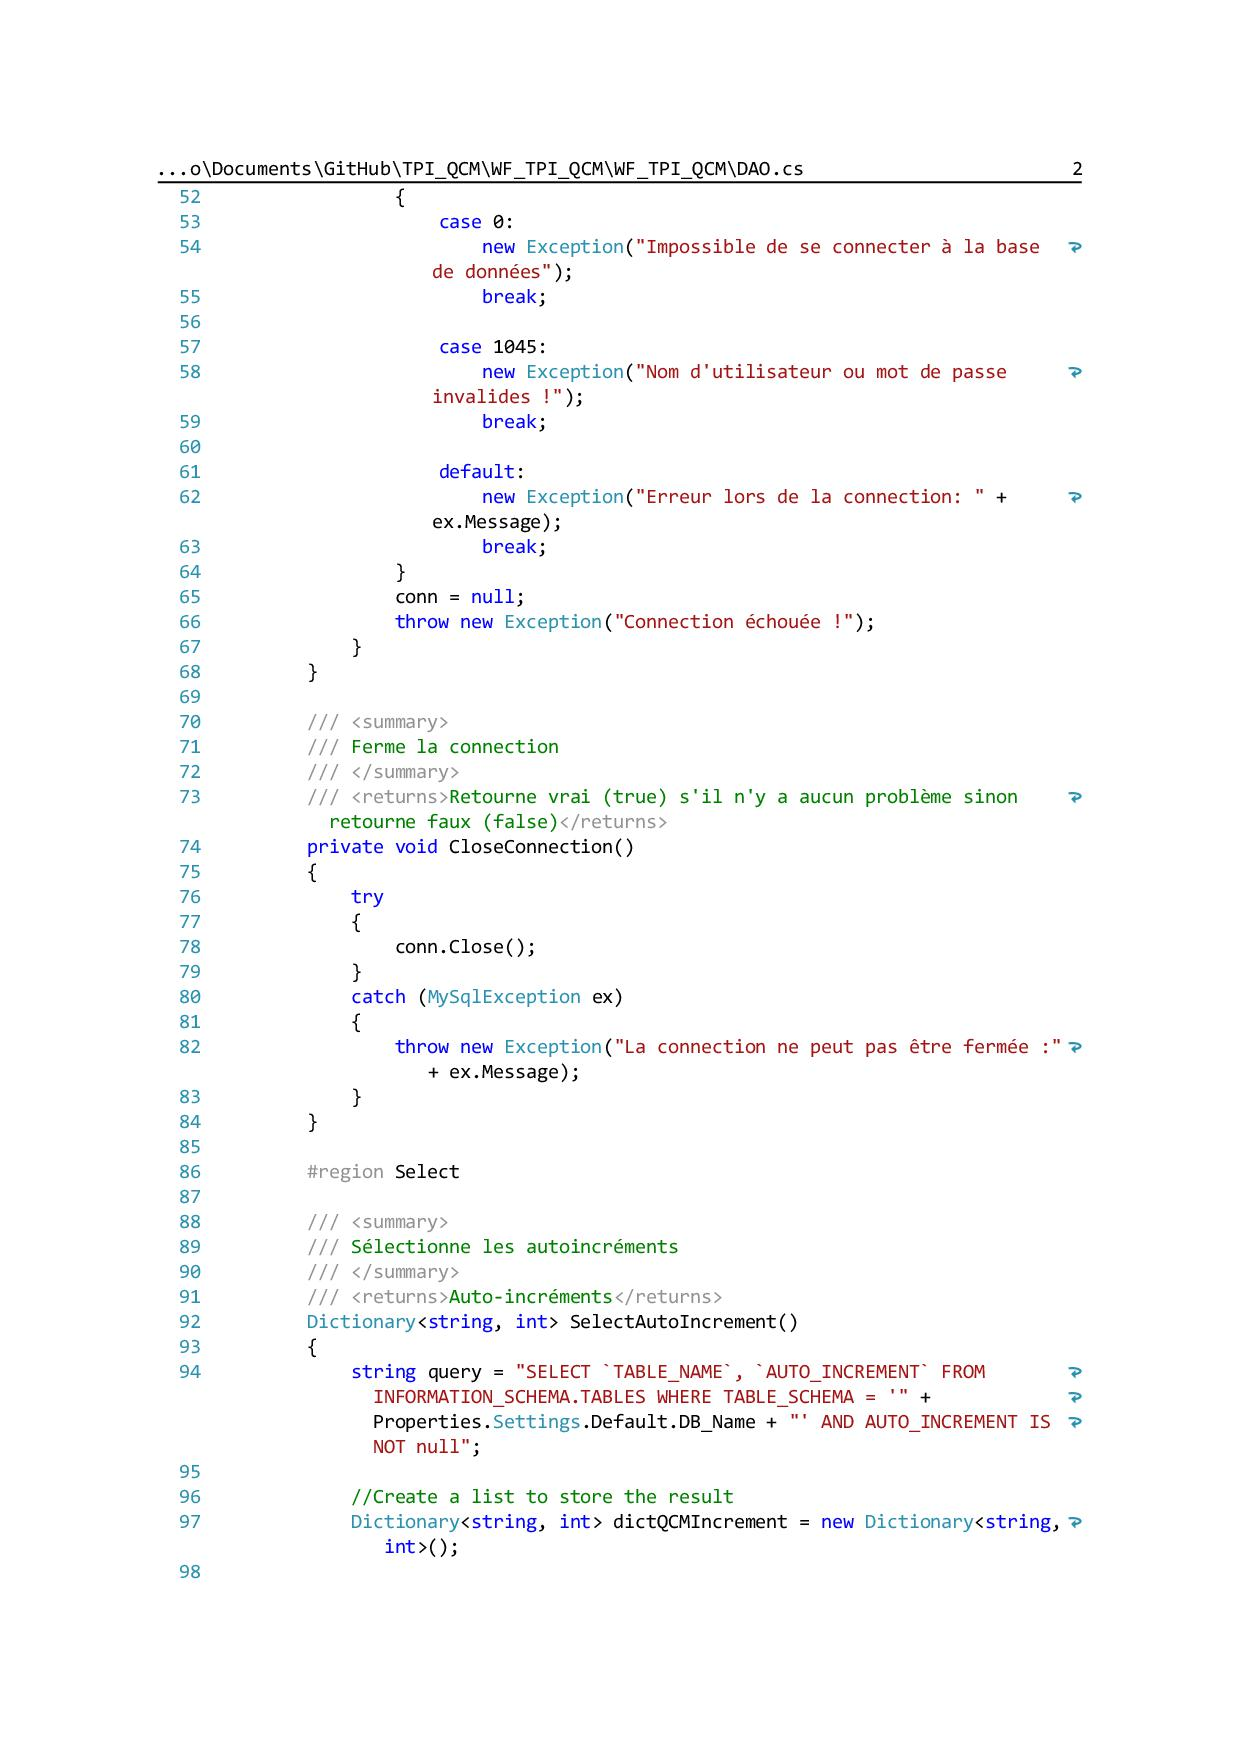 ...o\Documents\GitHub\TPI_QCM\WF_TPI_QCM\WF_TPI_QCM\DAO.cs 2
52 {
53 case 0:
54 new Exception("Impossible de se connecter à la base
de données");
55 break;
56
57 case 1045:
58 new Exception("Nom d'utilisateur ou mot de passe
invalides !");
59 break;
60
61 default:
62 new Exception("Erreur lors de la connection: " +
ex.Message);
63 break;
64 }
65 conn = null;
66 throw new Exception("Connection échouée !");
67 }
68 }
69
70 /// <summary>
71 /// Ferme la connection
72 /// </summary>
73 /// <returns>Retourne vrai (true) s'il n'y a aucun problème sinon
retourne faux (false)</returns>
74 private void CloseConnection()
75 {
76 try
77 {
78 conn.Close();
79 }
80 catch (MySqlException ex)
81 {
82 throw new Exception("La connection ne peut pas être fermée :"
+ ex.Message);
83 }
84 }
85
86 #region Select
87
88 /// <summary>
89 /// Sélectionne les autoincréments
90 /// </summary>
91 /// <returns>Auto-incréments</returns>
92 Dictionary<string, int> SelectAutoIncrement()
93 {
94 string query = "SELECT `TABLE_NAME`, `AUTO_INCREMENT` FROM
INFORMATION_SCHEMA.TABLES WHERE TABLE_SCHEMA = '" +
Properties.Settings.Default.DB_Name + "' AND AUTO_INCREMENT IS
NOT null";
95
96 //Create a list to store the result
97 Dictionary<string, int> dictQCMIncrement = new Dictionary<string,
int>();
98